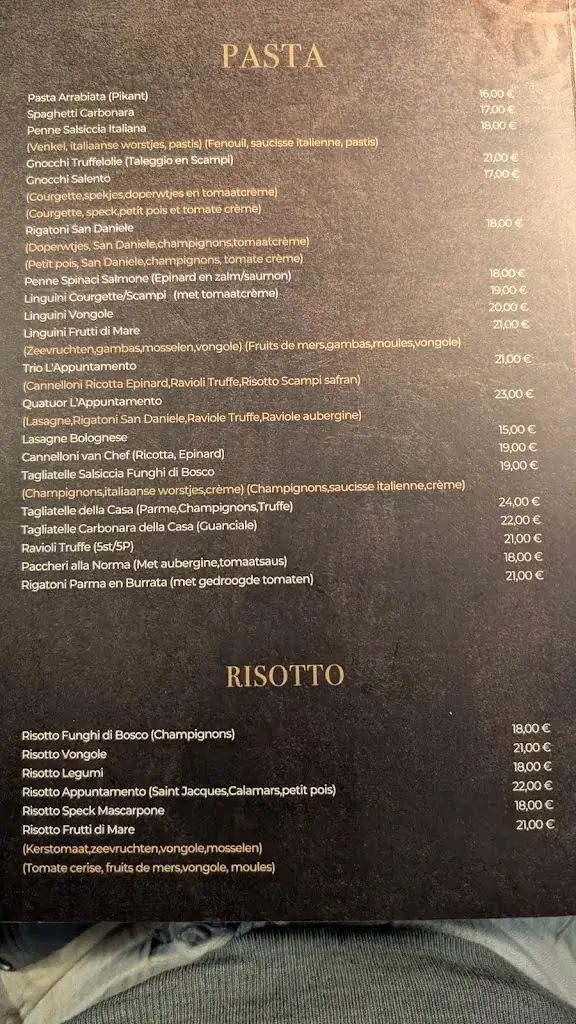 PASTA
Pasta Arrabiata (Pikant) 16,00 €
Spaghetti Carbonara 17,00 €
Penne Salsiccia Italiana 18,00 €
(Venkel, italiaanse worstjes, pastis) (Fenouil, saucisse italienne, pastis)
Gnocchi Truffelolie (Taleggio en Scampi) 21,00 €
Gnocchi Salento 17,00 €
(Courgette,spekjes,doperwtjes en tomaatcrème)
(Courgette, speck,petit pois et tomate crème)
Rigatoni San Daniele 18,00 €
(Doperwtjes, San Daniele,champignons,tomaatcrème)
(Petit pois, San Daniele,champignons, tomate crème)
Penne Spinaci Salmone (Epinard en zalm/saumon) 18,00 €
Linguini Courgette/Scampi (met tomaatcrème) 19,00 €
Linguini Vongole 20,00 €
Linguini Frutti di Mare 21,00 €
(Zeevruchten,gambas,mosselen,vongole) (Fruits de mers,gambas,moules,vongole)
Trio L'Appuntamento 21,00 €
(Cannelloni Ricotta Epinard,Ravioli Truffe,Risotto Scampi safran)
Quatuor L'Appuntamento 23,00 €
(Lasagne,Rigatoni San Daniele,Raviole Truffe,Raviole aubergine)
Lasagne Bolognese 15,00 €
Cannelloni van Chef (Ricotta, Epinard) 19,00 €
Tagliatelle Salsiccia Funghi di Bosco 19,00 €
(Champignons,italiaanse worstjes,crème) (Champignons,saucisse italienne,crème)
Tagliatelle della Casa (Parme,Champignons,Truffe) 24,00 €
Tagliatelle Carbonara della Casa (Guanciale) 22,00 €
Ravioli Truffe (5st/5P) 21,00 €
Paccheri alla Norma (Met aubergine,tomaatsaus) 18,00 €
Rigatoni Parma en Burrata (met gedroogde tomaten) 21,00 €
RISOTTO
Risotto Funghi di Bosco (Champignons) 18,00 €
Risotto Vongole 21,00 €
Risotto Legumi 18,00 €
Risotto Appuntamento (Saint Jacques,Calamars,petit pois) 22,00 €
Risotto Speck Mascarpone 18,00 €
Risotto Frutti di Mare 21,00 €
(Kerstomaat,zeevruchten,vongole,mosselen)
(Tomate cerise, fruits de mers,vongole, moules)